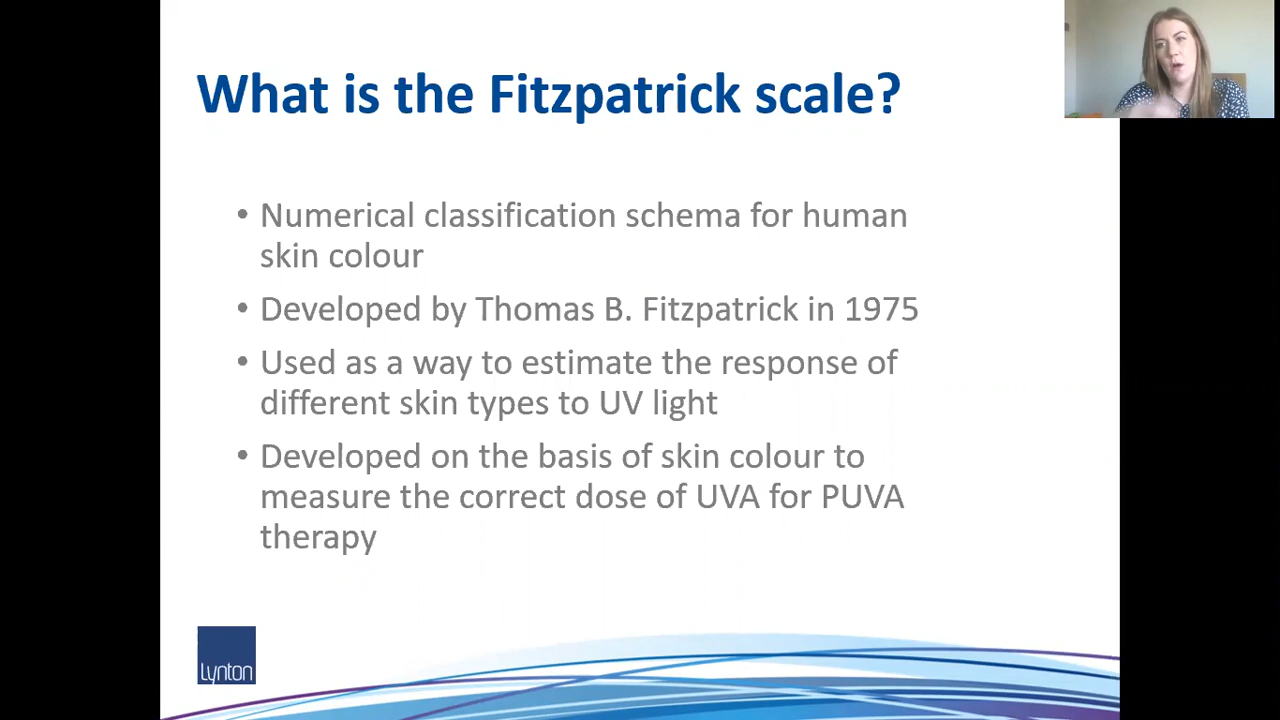 What is the Fitzpatrick scale?
• Numerical classification schema for human
skin colour
• Developed by Thomas B. Fitzpatrick in 1975
• Used as a way to estimate the response of
different skin types to UV light
• Developed on the basis of skin colour to
measure the correct dose of UVA for PUVA
therapy
Lynton